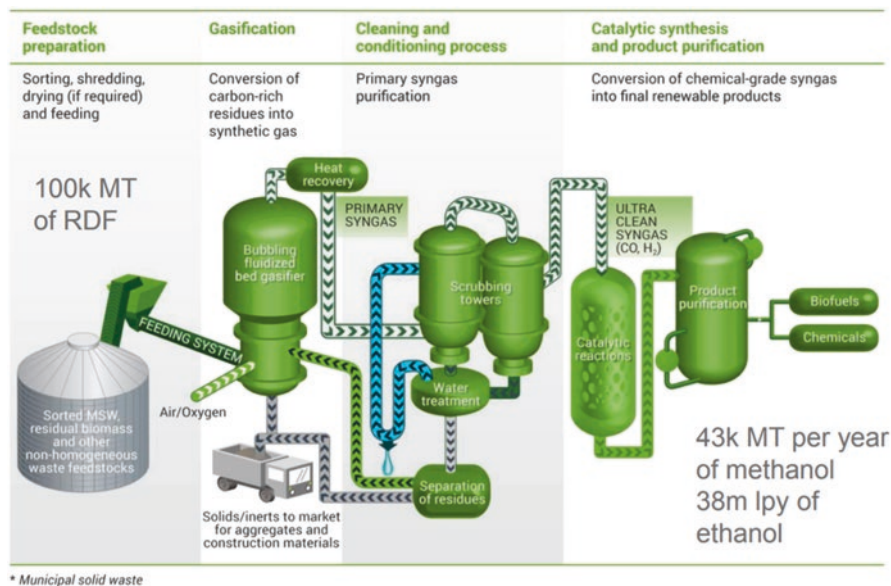 Feedstock
preparation
Gasification
Cleaning and
conditioning process
Catalytic synthesis
and product purification
Sorting, shredding,
drying (if required)
and feeding
Conversion of
carbon-rich
residues into
synthetic gas
Primary syngas
purification
Conversion of chemical-grade syngas
into final renewable products
100k MT
of RDF
Heat
recovery
PRIMARY
SYNGAS
ULTRA
CLEAN
SYNGAS
(CO, H₂)
Bubbling
fluidized
bed gasifier
Scrubbing
towers
Product
purification
Biofuels
Chemicals
FEEDING SYSTEM
Catalytic
reactions
Water
treatment
Air/Oxygen
Sorted MSW,
residual biomass
and other
non-homogeneous
waste feedstocks
Separation
of residues
Solids/inerts to market
for aggregates and
construction materials
43k MT per year
of methanol
38m lpy of
ethanol
* Municipal solid waste